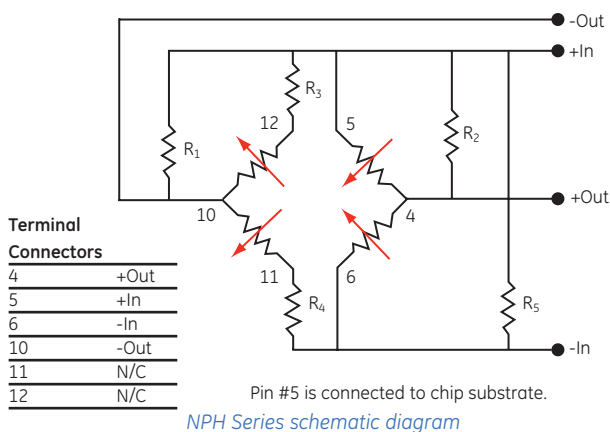 -Out
+In
R3
12
5
R1
R2
10
4
+Out
Terminal
Connectors
4 +Out
5 +In
6 -In
10 -Out
11 N/C
12 N/C
11
R4
6
R5
-In
Pin #5 is connected to chip substrate.
NPH Series schematic diagram